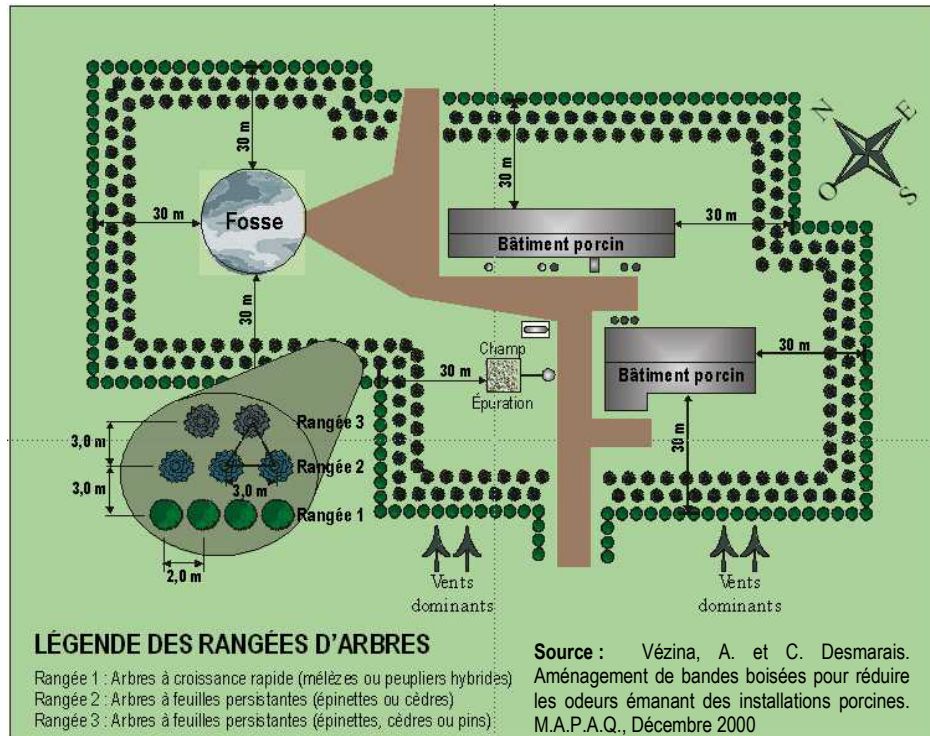 30 m
N
E
O
S
30 m
30 m
Fosse
30 m
Bâtiment porcin
30 m
Champ
30 m
Épuration
Bâtiment porcin
30 m
30 m
Rangée 3
3,0 m
Rangée 2
3,0 m
3,0 m
Rangée 1
2,0 m
Vents
dominants
Vents
dominants
LÉGENDE DES RANGÉES D'ARBRES
Rangée 1 : Arbres à croissance rapide (mélèzes ou peupliers hybrides)
Rangée 2 : Arbres à feuilles persistantes (épinettes ou cèdres)
Rangée 3 : Arbres à feuilles persistantes (épinettes, cèdres ou pins)
Source : Vézina, A. et C. Desmarais.
Aménagement de bandes boisées pour réduire
les odeurs émanant des installations porcines.
M.A.P.A.Q., Décembre 2000